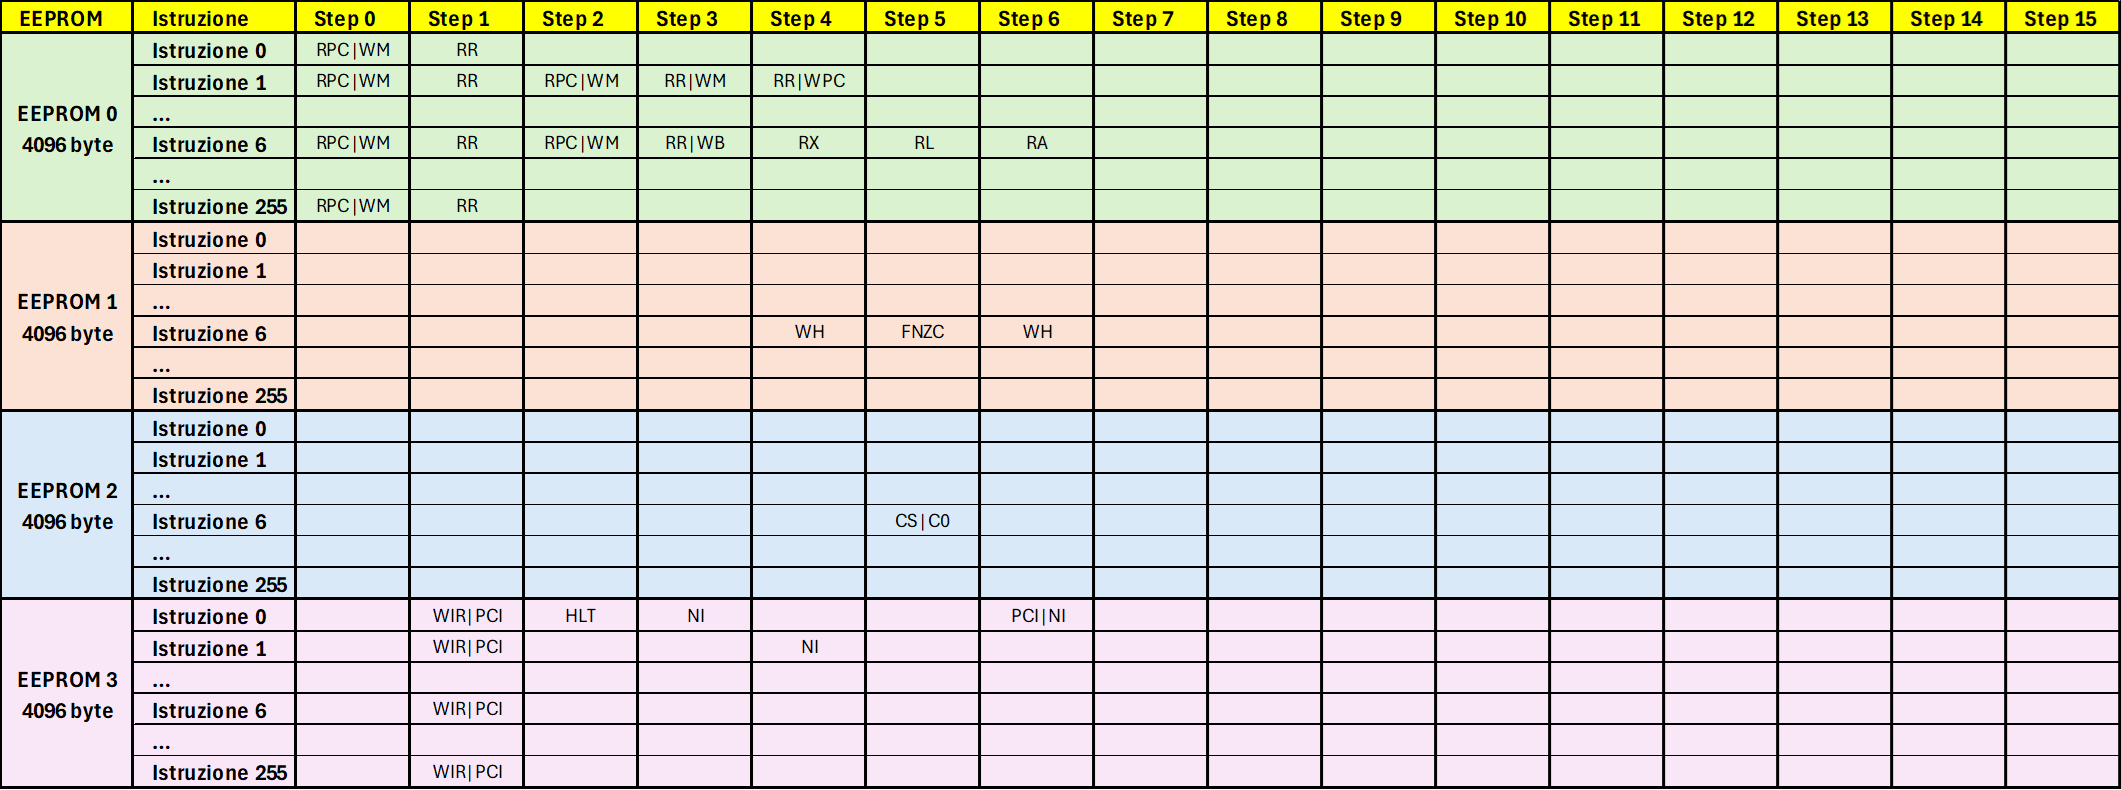 EEPROM Istruzione Step 0 Step 1 Step 2 Step 3 Step 4 Step 5 Step 6 Step 7 Step 8 Step 9 Step 10 Step 11 Step 12 Step 13 Step 14 Step 15
EEPROM 0
4096 byte
Istruzione 0 RPC|WM RR
Istruzione 1 RPC|WM RR RPC|WM RR|WM RR|WPC
...
Istruzione 6 RPC|WM RR RPC|WM RR|WB RX RL RA
...
Istruzione 255 RPC|WM RR
EEPROM 1
4096 byte
Istruzione 0
Istruzione 1
...
Istruzione 6 WH FNZC WH
...
Istruzione 255
EEPROM 2
4096 byte
Istruzione 0
Istruzione 1
...
Istruzione 6 CS|C0
...
Istruzione 255
EEPROM 3
4096 byte
Istruzione 0 WIR|PCI HLT NI PCI|NI
Istruzione 1 WIR|PCI NI
...
Istruzione 6 WIR|PCI
...
Istruzione 255 WIR|PCI